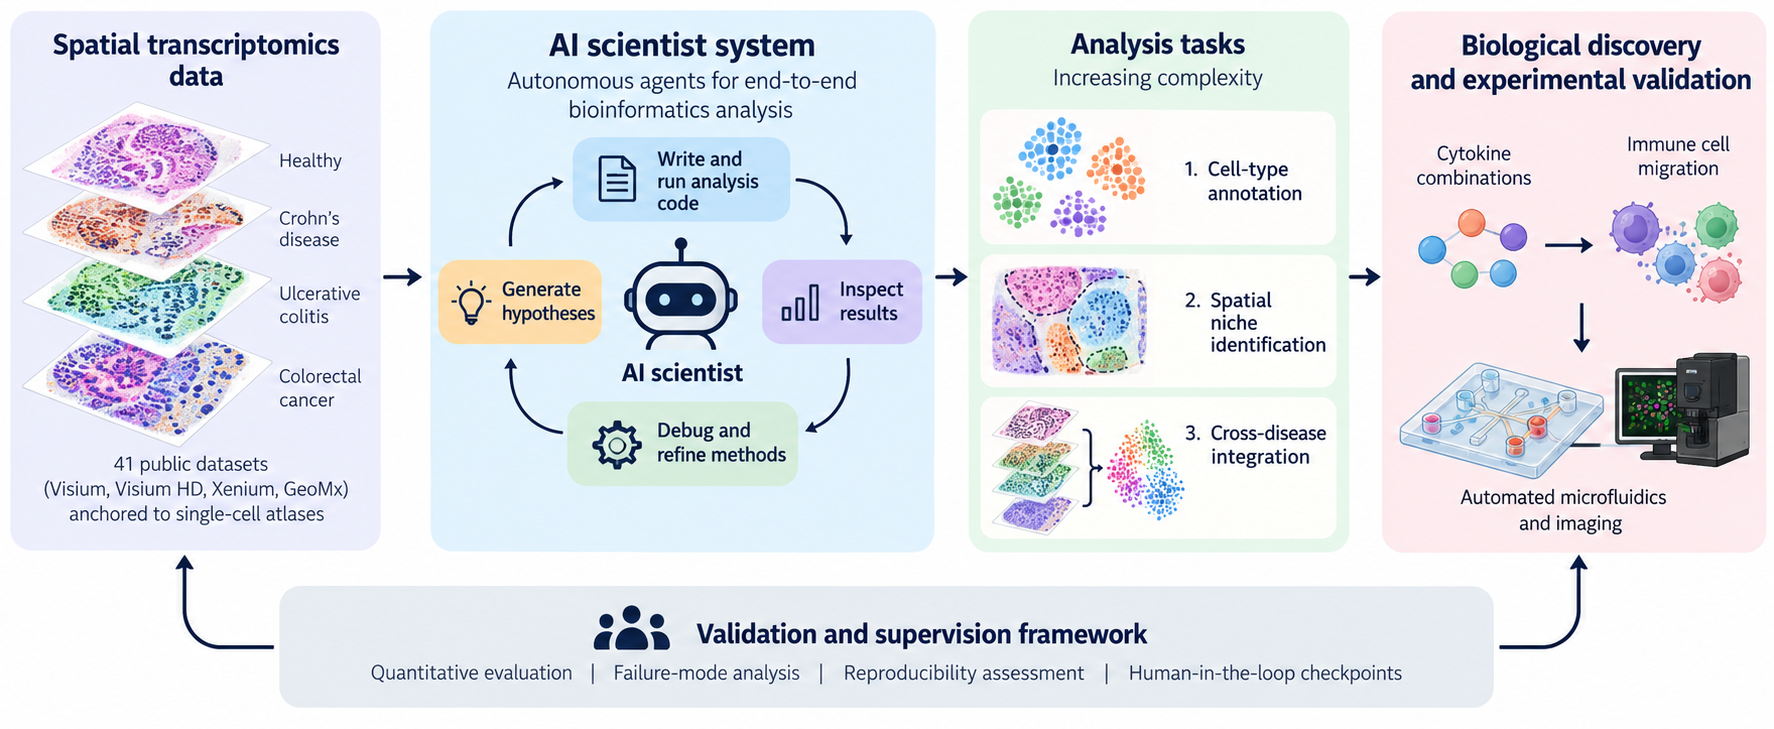 Spatial transcriptomics
data
Healthy
Crohn's
disease
Ulcerative
colitis
Colorectal
cancer
41 public datasets
(Visium, Visium HD, Xenium, GeoMx)
anchored to single-cell atlases
AI scientist system
Autonomous agents for end-to-end
bioinformatics analysis
Write and
run analysis
code
Generate
hypotheses
Inspect
results
AI scientist
Debug and
refine methods
Analysis tasks
Increasing complexity
1. Cell-type
annotation
2. Spatial
niche
identification
3. Cross-disease
integration
Biological discovery
and experimental validation
Cytokine
combinations
Immune cell
migration
Automated microfluidics
and imaging
Validation and supervision framework
Quantitative evaluation | Failure-mode analysis | Reproducibility assessment | Human-in-the-loop checkpoints